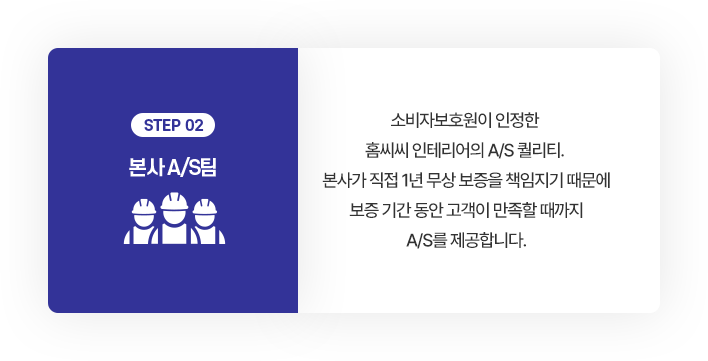 STEP 02
본사 A/S팀
소비자보호원이 인정한
홈씨씨 인테리어의 A/S 퀄리티.
본사가 직접 1년 무상 보증을 책임지기 때문에
보증 기간 동안 고객이 만족할 때까지
A/S를 제공합니다.